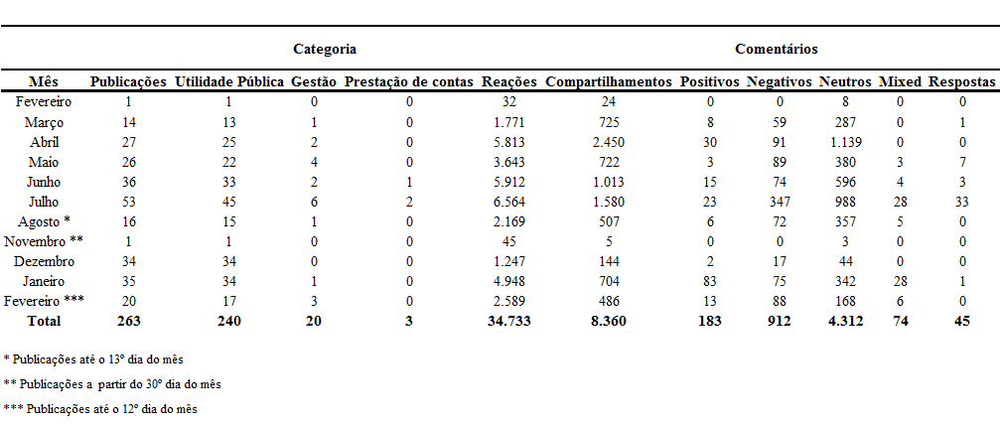 Categoria Comentários
Mês Publicações Utilidade Pública Gestão Prestação de contas Reações Compartilhamentos Positivos Negativos Neutros Mixed Respostas
Fevereiro 1 1 0 0 32 24 0 0 8 0 0
Março 14 13 1 0 1.771 725 8 59 287 0 1
Abril 27 25 2 0 5.813 2.450 30 91 1.139 0 0
Maio 26 22 4 0 3.643 722 3 89 380 3 7
Junho 36 33 2 1 5.912 1.013 15 74 596 4 3
Julho 53 45 6 2 6.564 1.580 23 347 988 28 33
Agosto * 16 15 1 0 2.169 507 6 72 357 5 0
Novembro ** 1 1 0 0 45 5 0 0 3 0 0
Dezembro 34 34 0 0 1.247 144 2 17 44 0 0
Janeiro 35 34 1 0 4.948 704 83 75 342 28 1
Fevereiro *** 20 17 3 0 2.589 486 13 88 168 6 0
Total 263 240 20 3 34.733 8.360 183 912 4.312 74 45
* Publicações até o 13º dia do mês
** Publicações a partir do 30º dia do mês
*** Publicações até o 12º dia do mês